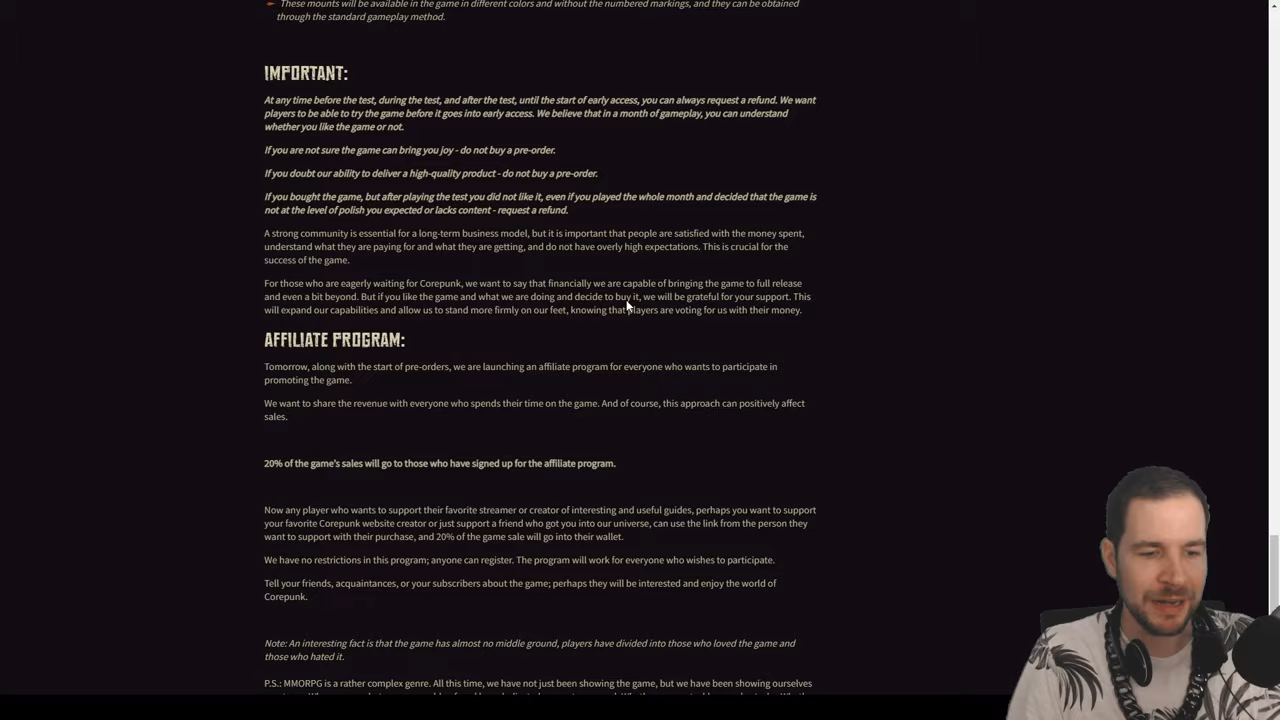 These mounts will be available in the game in different colors and without the numbered markings, and they can be obtained
through the standard gameplay method.
IMPORTANT:
At any time before the test, during the test, and after the test, until the start of early access, you can always request a refund. We want
players to be able to try the game before it goes into early access. We believe that in a month of gameplay, you can understand
whether you like the game or not.
If you are not sure the game can bring you joy - do not buy a pre-order.
If you doubt our ability to deliver a high-quality product - do not buy a pre-order.
If you bought the game, but after playing the test you did not like it, even if you played the whole month and decided that the game is
not at the level of polish you expected or lacks content - request a refund.
A strong community is essential for a long-term business model, but it is important that people are satisfied with the money spent,
understand what they are paying for and what they are getting, and do not have overly high expectations. This is crucial for the
success of the game.
For those who are eagerly waiting for Corepunk, we want to say that financially we are capable of bringing the game to full release
and even a bit beyond. But if you like the game and what we are doing and decide to buy it, we will be grateful for your support. This
will expand our capabilities and allow us to stand more firmly on our feet, knowing that players are voting for us with their money.
AFFILIATE PROGRAM:
Tomorrow, along with the start of pre-orders, we are launching an affiliate program for everyone who wants to participate in
promoting the game.
We want to share the revenue with everyone who spends their time on the game. And of course, this approach can positively affect
sales.
20% of the game's sales will go to those who have signed up for the affiliate program.
Now any player who wants to support their favorite streamer or creator of interesting and useful guides, perhaps you want to support
your favorite Corepunk website creator or just support a friend who got you into our universe, can use the link from the person they
want to support with their purchase, and 20% of the game sale will go into their wallet.
We have no restrictions in this program; anyone can register. The program will work for everyone who wishes to participate.
Tell your friends, acquaintances, or your subscribers about the game; perhaps they will be interested and enjoy the world of
Corepunk.
Note: An interesting fact is that the game has almost no middle ground, players have divided into those who loved the game and
those who hated it.
P.S.: MMORPG is a rather complex genre. All this time, we have not just been showing the game, but we have been showing ourselves